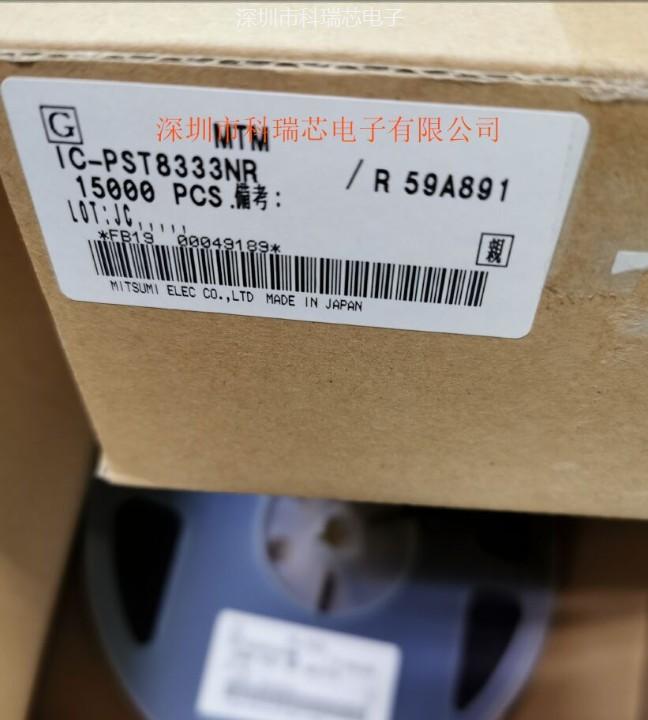 深圳市科瑞芯电子
G
MTM
深圳市科瑞芯电子有限公司
IC-PST8333NR / R 59A891
15000 PCS.備考:
LOT:JC,,,,,
*FB19 00049189*
親
MITSUMI ELEC CO.,LTD MADE IN JAPAN